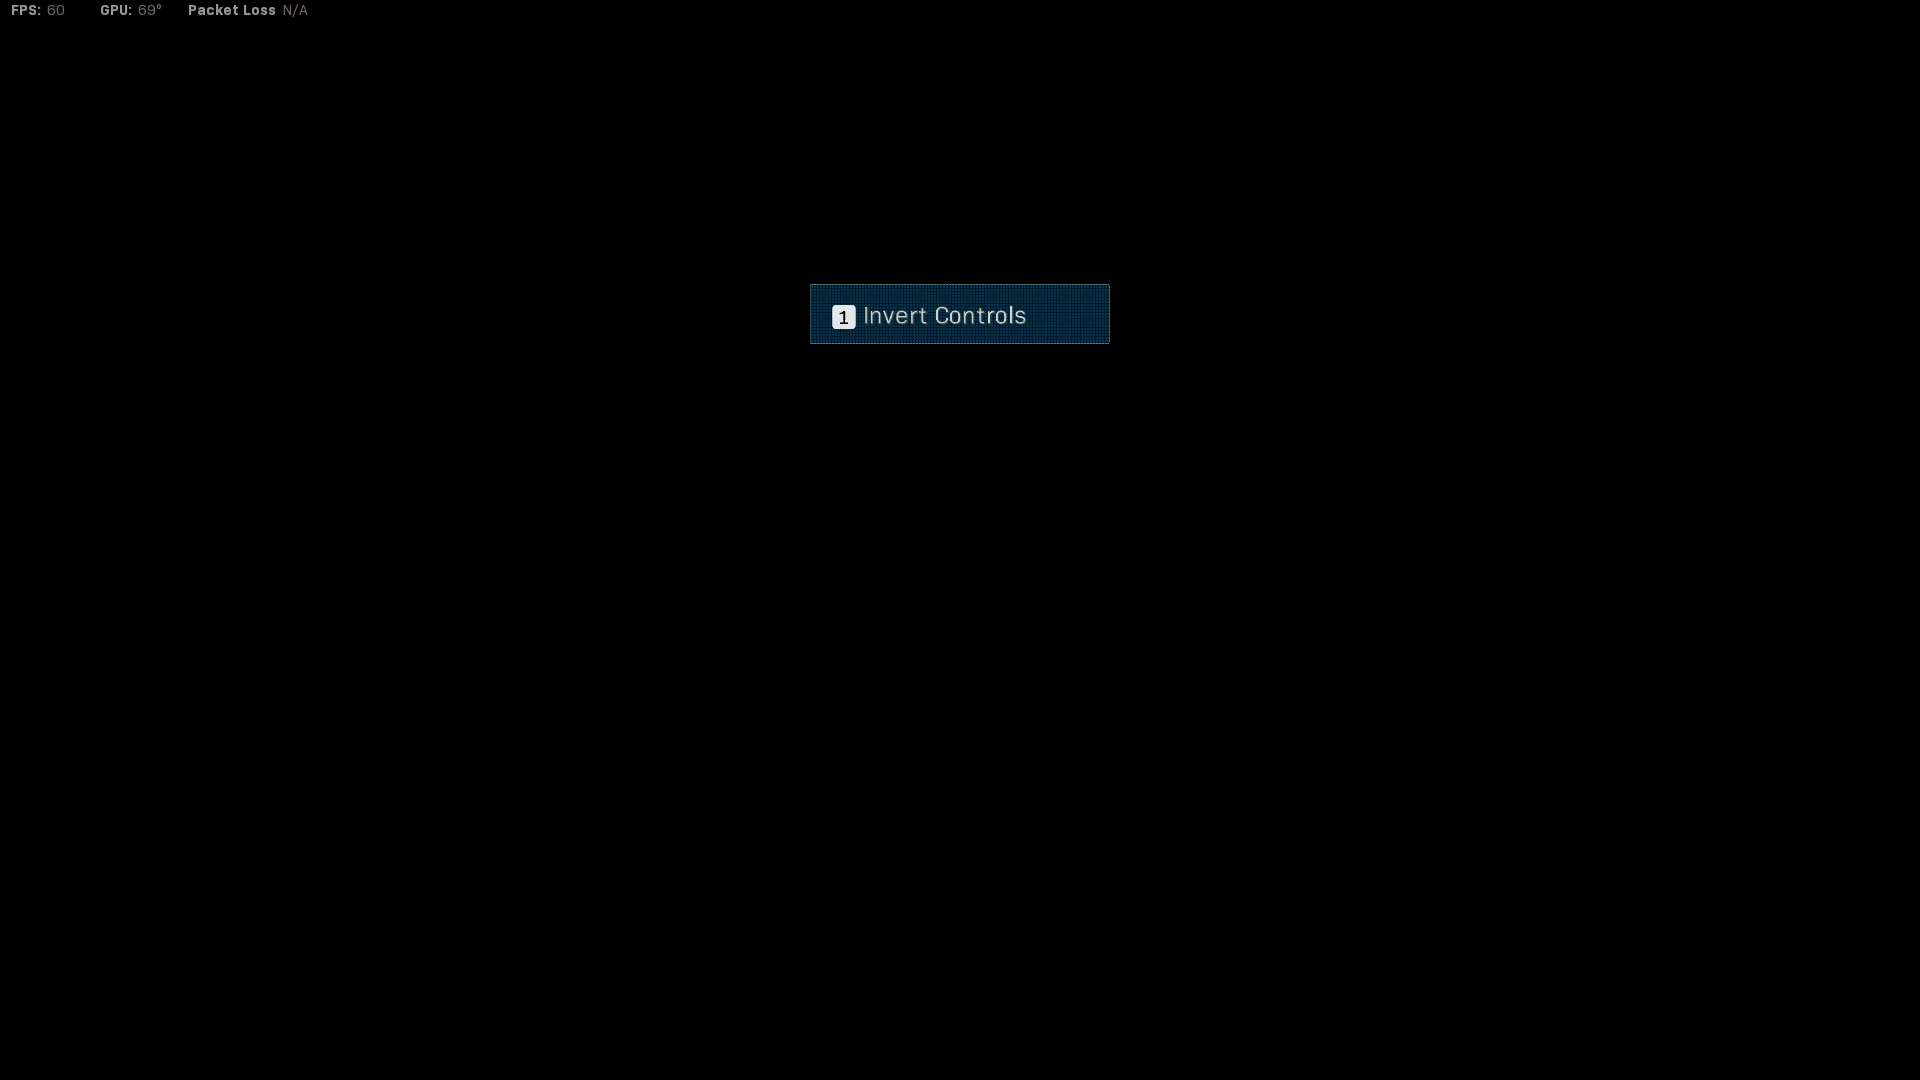 FPS: 60 GPU: 69° Packet Loss N/A
1 Invert Controls